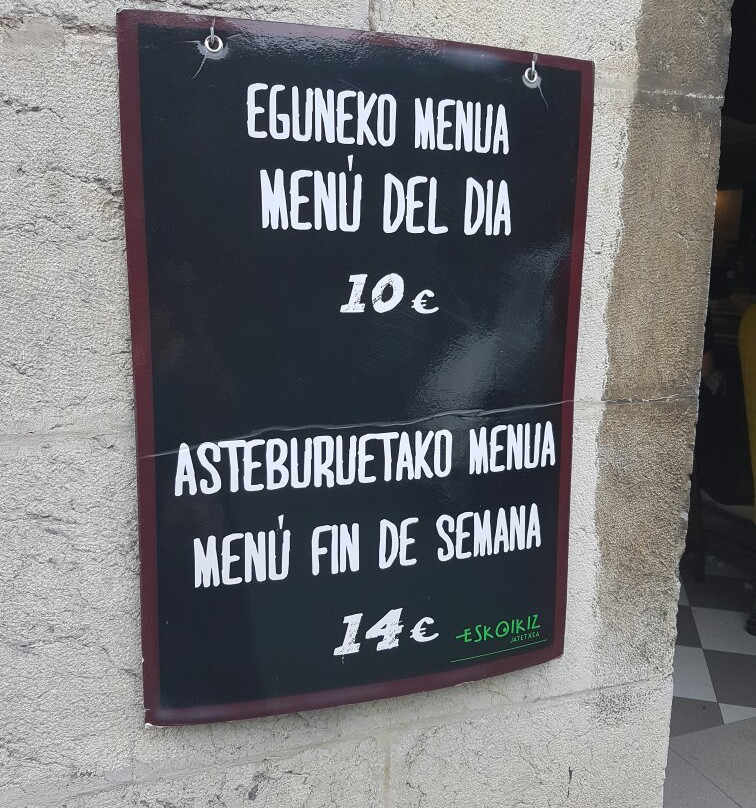 EGUNEKO MENUA
MENÚ DEL DIA
10€
ASTEBURUETAKO MENUA
MENÚ FIN DE SEMANA
14€
ESKOIKIZ
JATETXEA